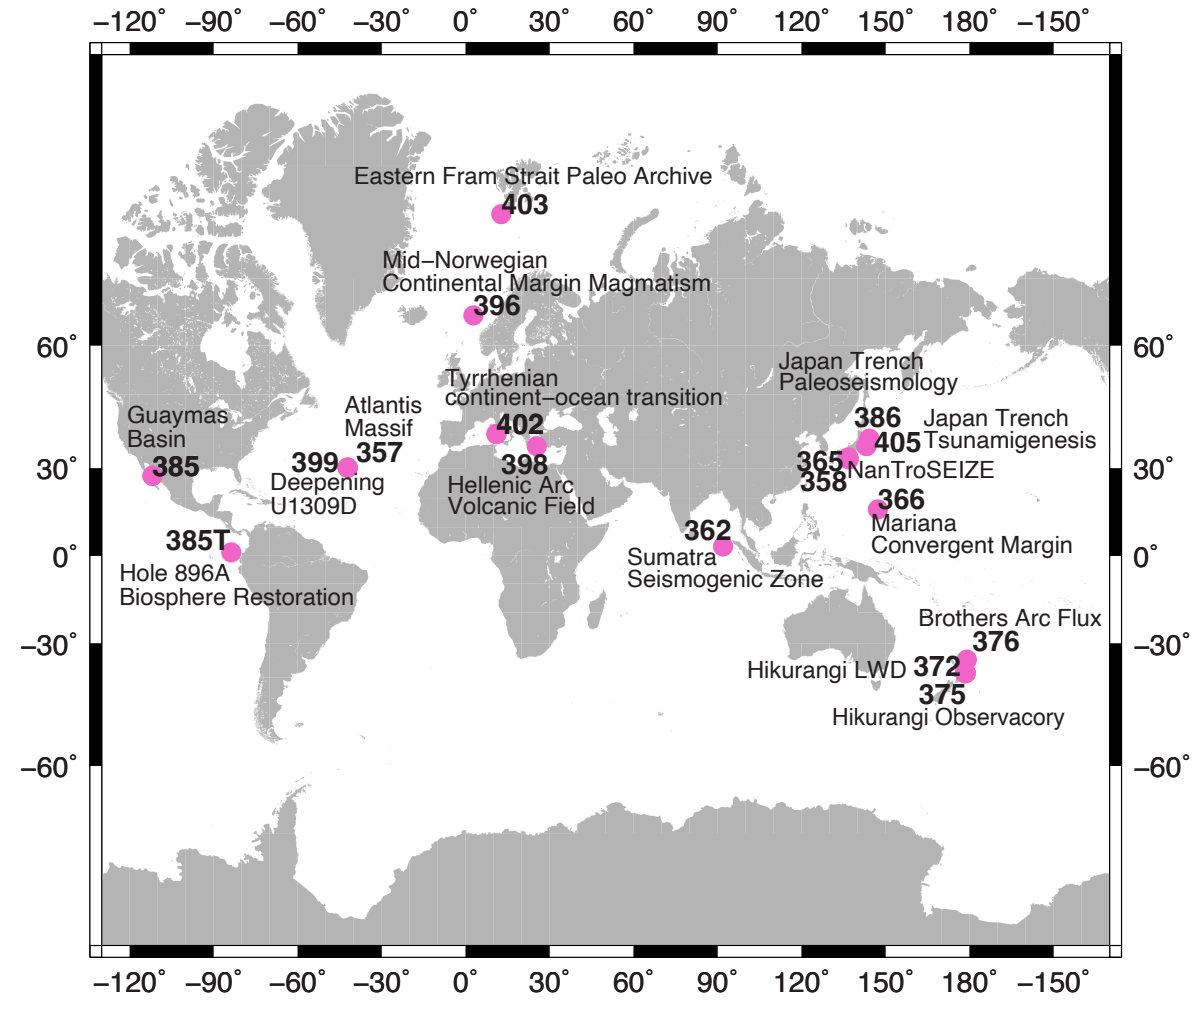 −120˚ −90˚ −60˚ −30˚ 0˚ 30˚ 60˚ 90˚ 120˚ 150˚ 180˚ −150˚
Eastern Fram Strait Paleo Archive
403
Mid−Norwegian
Continental Margin Magmatism
396
60˚ 60˚
Japan Trench
Paleoseismology
Tyrrhenian
continent−ocean transition
402
Atlantis
Massif
357
Guaymas
Basin
385
386
Japan Trench
Tsunamigenesis
405
399
Deepening
U1309D
398
Hellenic Arc
Volcanic Field
365
358
NanTroSEIZE
30˚ 30˚
366
Mariana
Convergent Margin
385T
Hole 896A
Biosphere Restoration
362
Sumatra
Seismogenic Zone
0˚ 0˚
Brothers Arc Flux
376
−30˚ −30˚
Hikurangi LWD
372
375
Hikurangi Observacory
−60˚ −60˚
−120˚ −90˚ −60˚ −30˚ 0˚ 30˚ 60˚ 90˚ 120˚ 150˚ 180˚ −150˚